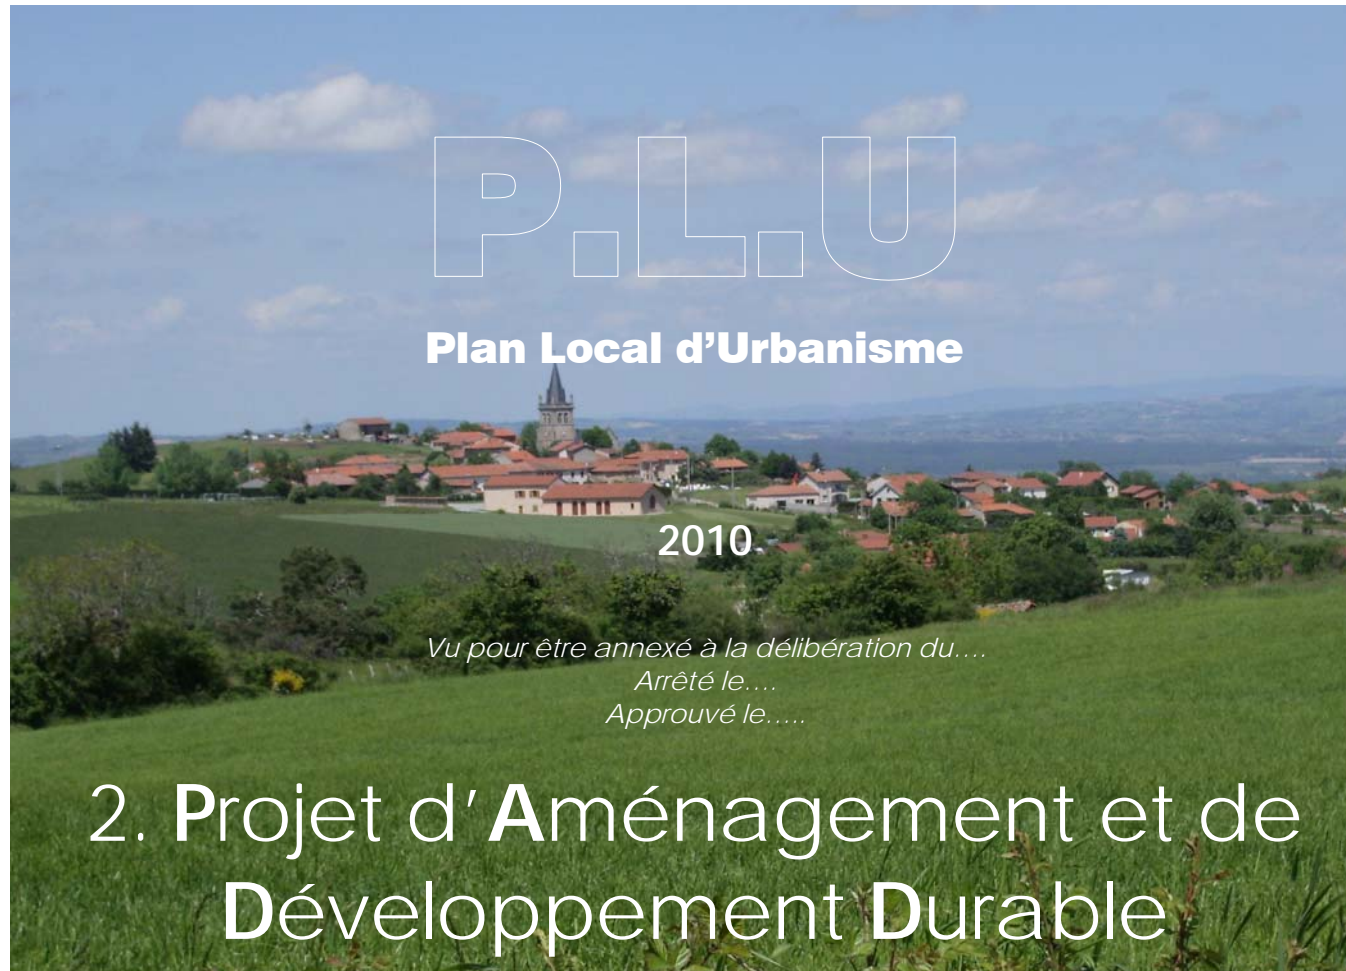 P.L.U
Plan Local d’Urbanisme
2010
Vu pour être annexé à la délibération du….
Arrêté le….
Approuvé le…..
2. Projet d’Aménagement et de
Développement Durable